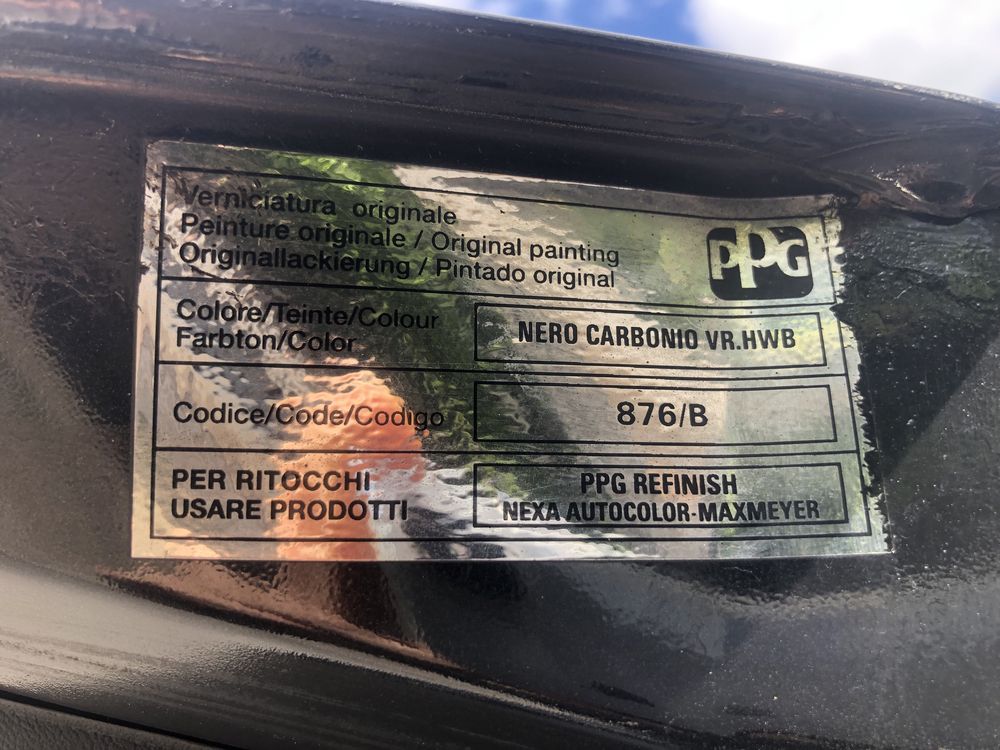 Verniciatura originale
Peinture originale / Original painting
Originallackierung / Pintado original
PPG
Colore/Teinte/Colour
Farbton/Color
NERO CARBONIO VR.HWB
Codice/Code/Codigo
876/B
PER RITOCCHI
USARE PRODOTTI
PPG REFINISH
NEXA AUTOCOLOR-MAXMEYER